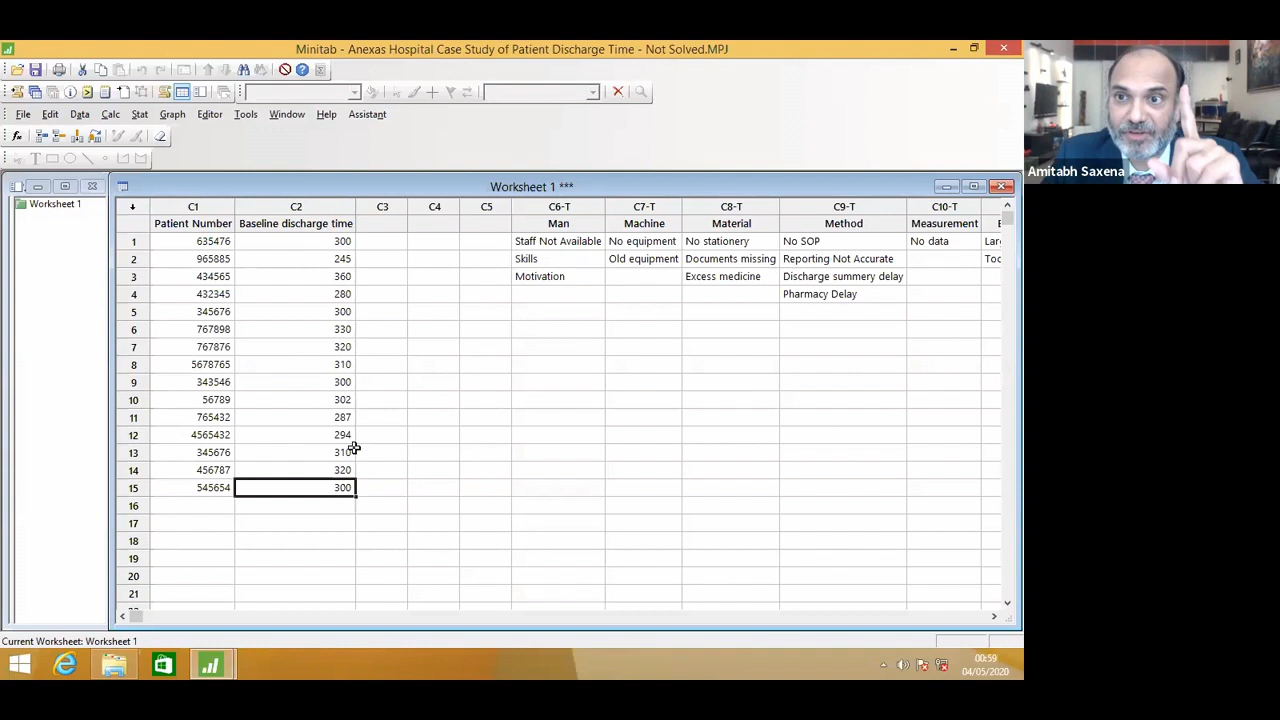 Minitab - Anexas Hospital Case Study of Patient Discharge Time - Not Solved.MPJ
File Edit Data Calc Stat Graph Editor Tools Window Help Assistant
Amitabh Saxena
Worksheet 1
Worksheet 1 ***
C1 C2 C3 C4 C5 C6-T C7-T C8-T C9-T C10-T
Patient Number Baseline discharge time Man Machine Material Method Measurement
1 635476 300 Staff Not Available No equipment No stationery No SOP No data Lar
2 965885 245 Skills Old equipment Documents missing Reporting Not Accurate Too
3 434565 360 Motivation Excess medicine Discharge summery delay
4 432345 280 Pharmacy Delay
5 345676 300
6 767898 330
7 767876 320
8 5678765 310
9 343546 300
10 56789 302
11 765432 287
12 4565432 294
13 345676 310
14 456787 320
15 545654 300
16
17
18
19
20
21
Current Worksheet: Worksheet 1
00:59
04/05/2020